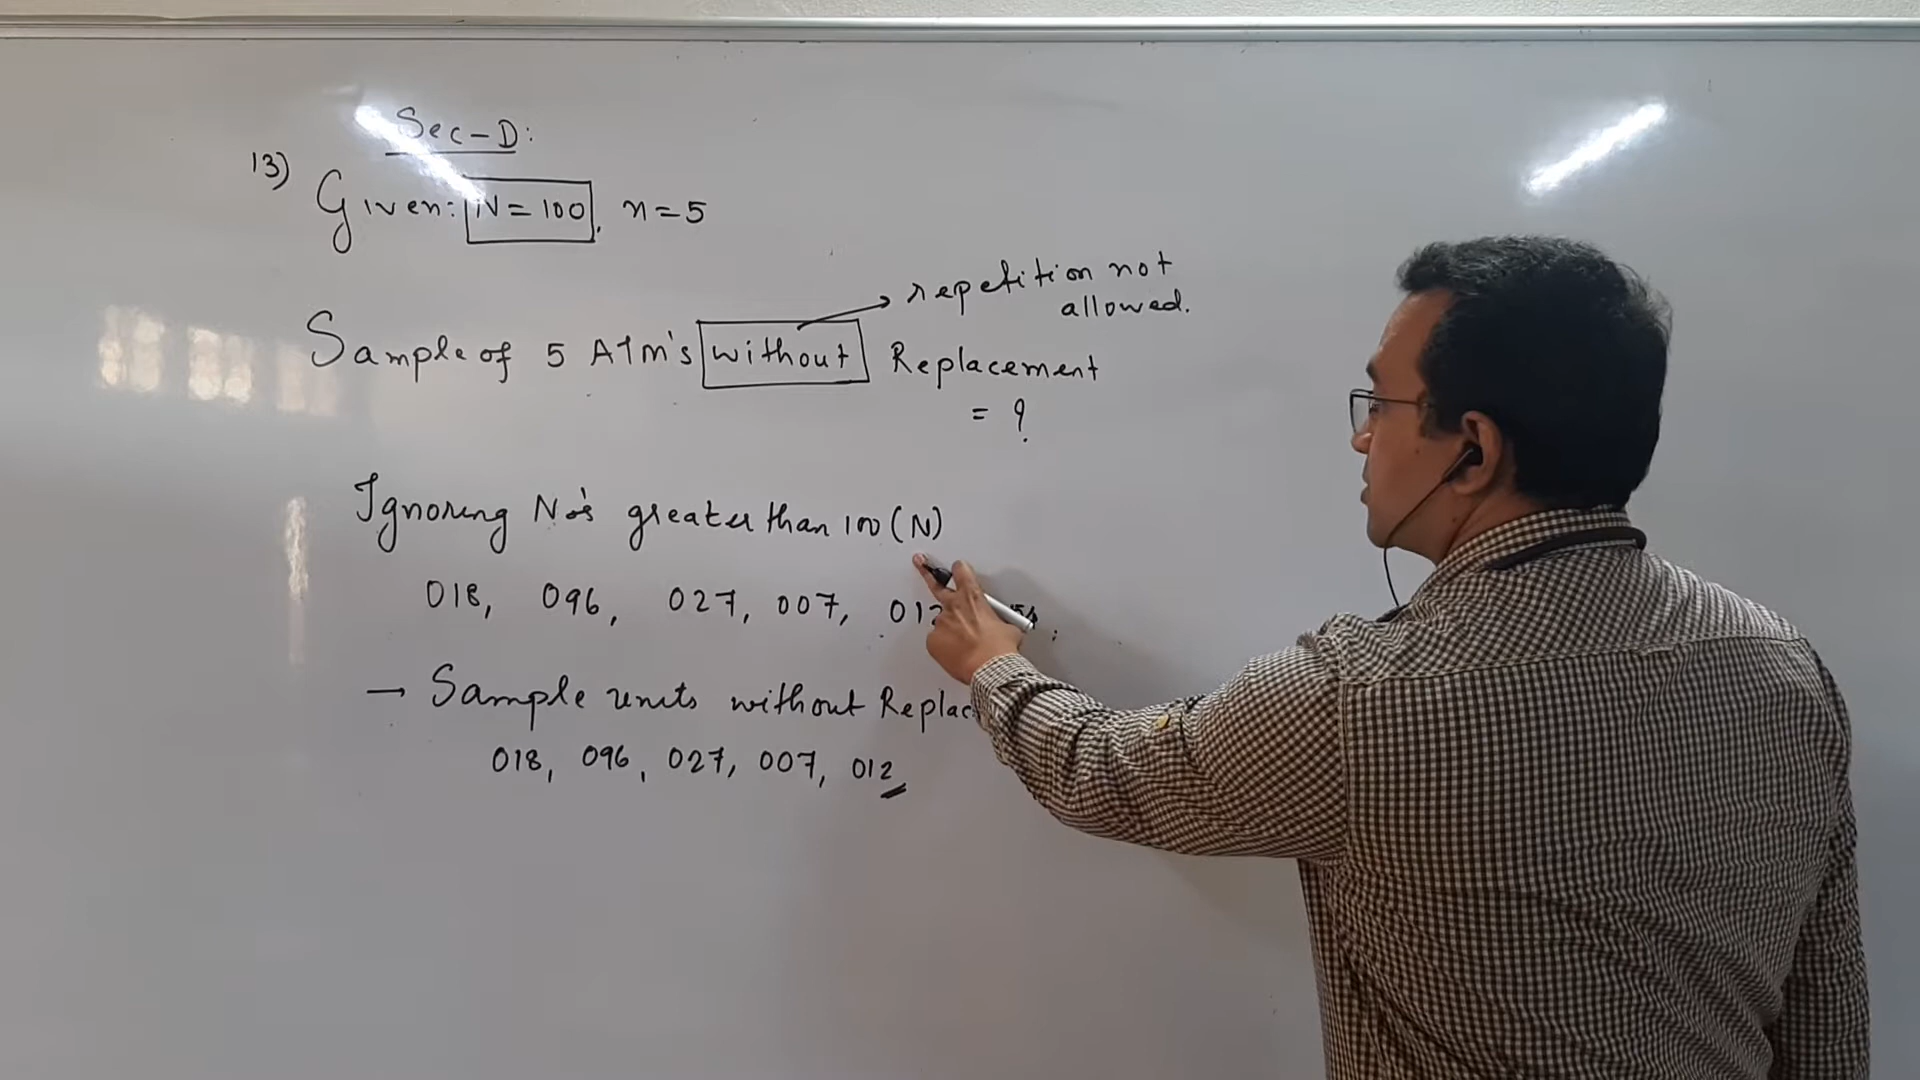 Sec-D:
13)
Given: N = 100, n = 5
repetition not
allowed.
Sample of 5 ATM's without Replacement
= ?
Ignoring No's greater than 100 (N)
018, 096, 027, 007, 012
→ Sample units without Replac
018, 096, 027, 007, 012